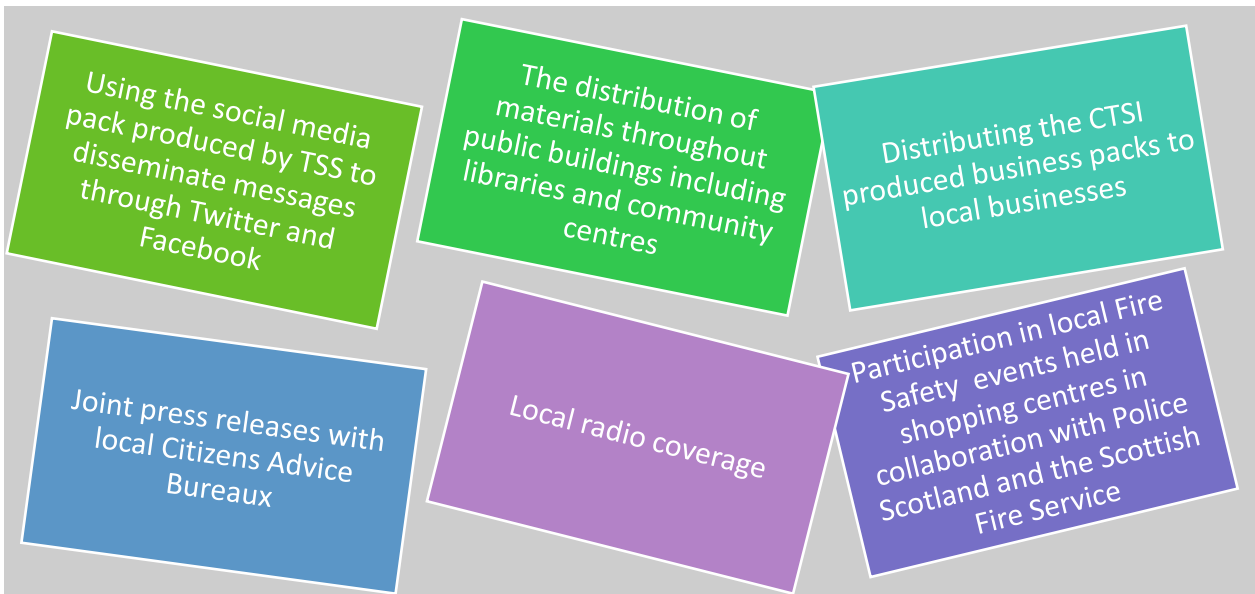 Using the social media
pack produced by TSS to
disseminate messages
through Twitter and
Facebook
The distribution of
materials throughout
public buildings including
libraries and community
centres
Distributing the CTSI
produced business packs to
local businesses
Joint press releases with
local Citizens Advice
Bureaux
Local radio coverage
Participation in local Fire
Safety  events held in
shopping centres in
collaboration with Police
Scotland and the Scottish
Fire Service